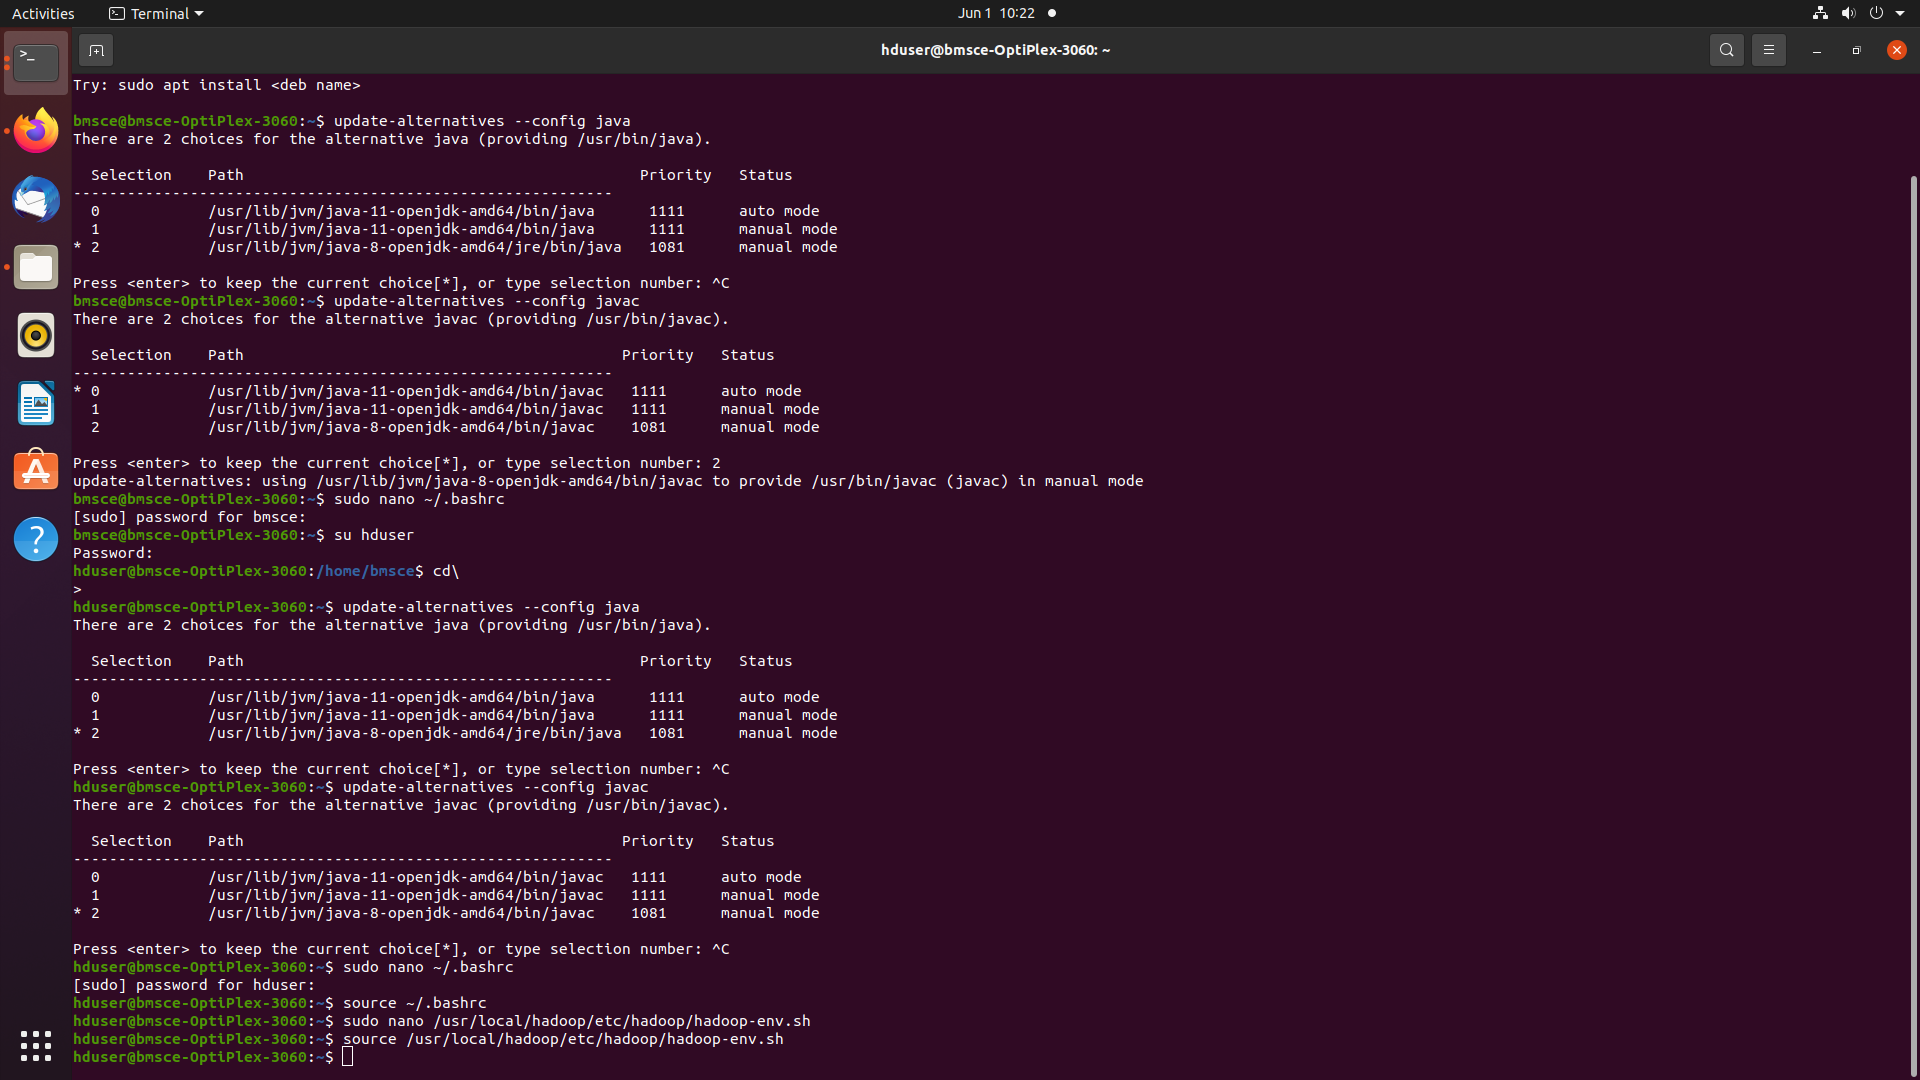 Activities
Terminal
Jun 1 10:22
hduser@bmsce-OptiPlex-3060: ~
Try: sudo apt install <deb name>
bmsce@bmsce-OptiPlex-3060:~$ update-alternatives --config java
There are 2 choices for the alternative java (providing /usr/bin/java).
Selection Path Priority Status
------------------------------------------------------------
0 /usr/lib/jvm/java-11-openjdk-amd64/bin/java 1111 auto mode
1 /usr/lib/jvm/java-11-openjdk-amd64/bin/java 1111 manual mode
* 2 /usr/lib/jvm/java-8-openjdk-amd64/jre/bin/java 1081 manual mode
Press <enter> to keep the current choice[*], or type selection number: ^C
bmsce@bmsce-OptiPlex-3060:~$ update-alternatives --config javac
There are 2 choices for the alternative javac (providing /usr/bin/javac).
Selection Path Priority Status
------------------------------------------------------------
* 0 /usr/lib/jvm/java-11-openjdk-amd64/bin/javac 1111 auto mode
1 /usr/lib/jvm/java-11-openjdk-amd64/bin/javac 1111 manual mode
2 /usr/lib/jvm/java-8-openjdk-amd64/bin/javac 1081 manual mode
Press <enter> to keep the current choice[*], or type selection number: 2
update-alternatives: using /usr/lib/jvm/java-8-openjdk-amd64/bin/javac to provide /usr/bin/javac (javac) in manual mode
bmsce@bmsce-OptiPlex-3060:~$ sudo nano ~/.bashrc
[sudo] password for bmsce:
bmsce@bmsce-OptiPlex-3060:~$ su hduser
Password:
hduser@bmsce-OptiPlex-3060:/home/bmsce$ cd\
>
hduser@bmsce-OptiPlex-3060:~$ update-alternatives --config java
There are 2 choices for the alternative java (providing /usr/bin/java).
Selection Path Priority Status
------------------------------------------------------------
0 /usr/lib/jvm/java-11-openjdk-amd64/bin/java 1111 auto mode
1 /usr/lib/jvm/java-11-openjdk-amd64/bin/java 1111 manual mode
* 2 /usr/lib/jvm/java-8-openjdk-amd64/jre/bin/java 1081 manual mode
Press <enter> to keep the current choice[*], or type selection number: ^C
hduser@bmsce-OptiPlex-3060:~$ update-alternatives --config javac
There are 2 choices for the alternative javac (providing /usr/bin/javac).
Selection Path Priority Status
------------------------------------------------------------
0 /usr/lib/jvm/java-11-openjdk-amd64/bin/javac 1111 auto mode
1 /usr/lib/jvm/java-11-openjdk-amd64/bin/javac 1111 manual mode
* 2 /usr/lib/jvm/java-8-openjdk-amd64/bin/javac 1081 manual mode
Press <enter> to keep the current choice[*], or type selection number: ^C
hduser@bmsce-OptiPlex-3060:~$ sudo nano ~/.bashrc
[sudo] password for hduser:
hduser@bmsce-OptiPlex-3060:~$ source ~/.bashrc
hduser@bmsce-OptiPlex-3060:~$ sudo nano /usr/local/hadoop/etc/hadoop/hadoop-env.sh
hduser@bmsce-OptiPlex-3060:~$ source /usr/local/hadoop/etc/hadoop/hadoop-env.sh
hduser@bmsce-OptiPlex-3060:~$